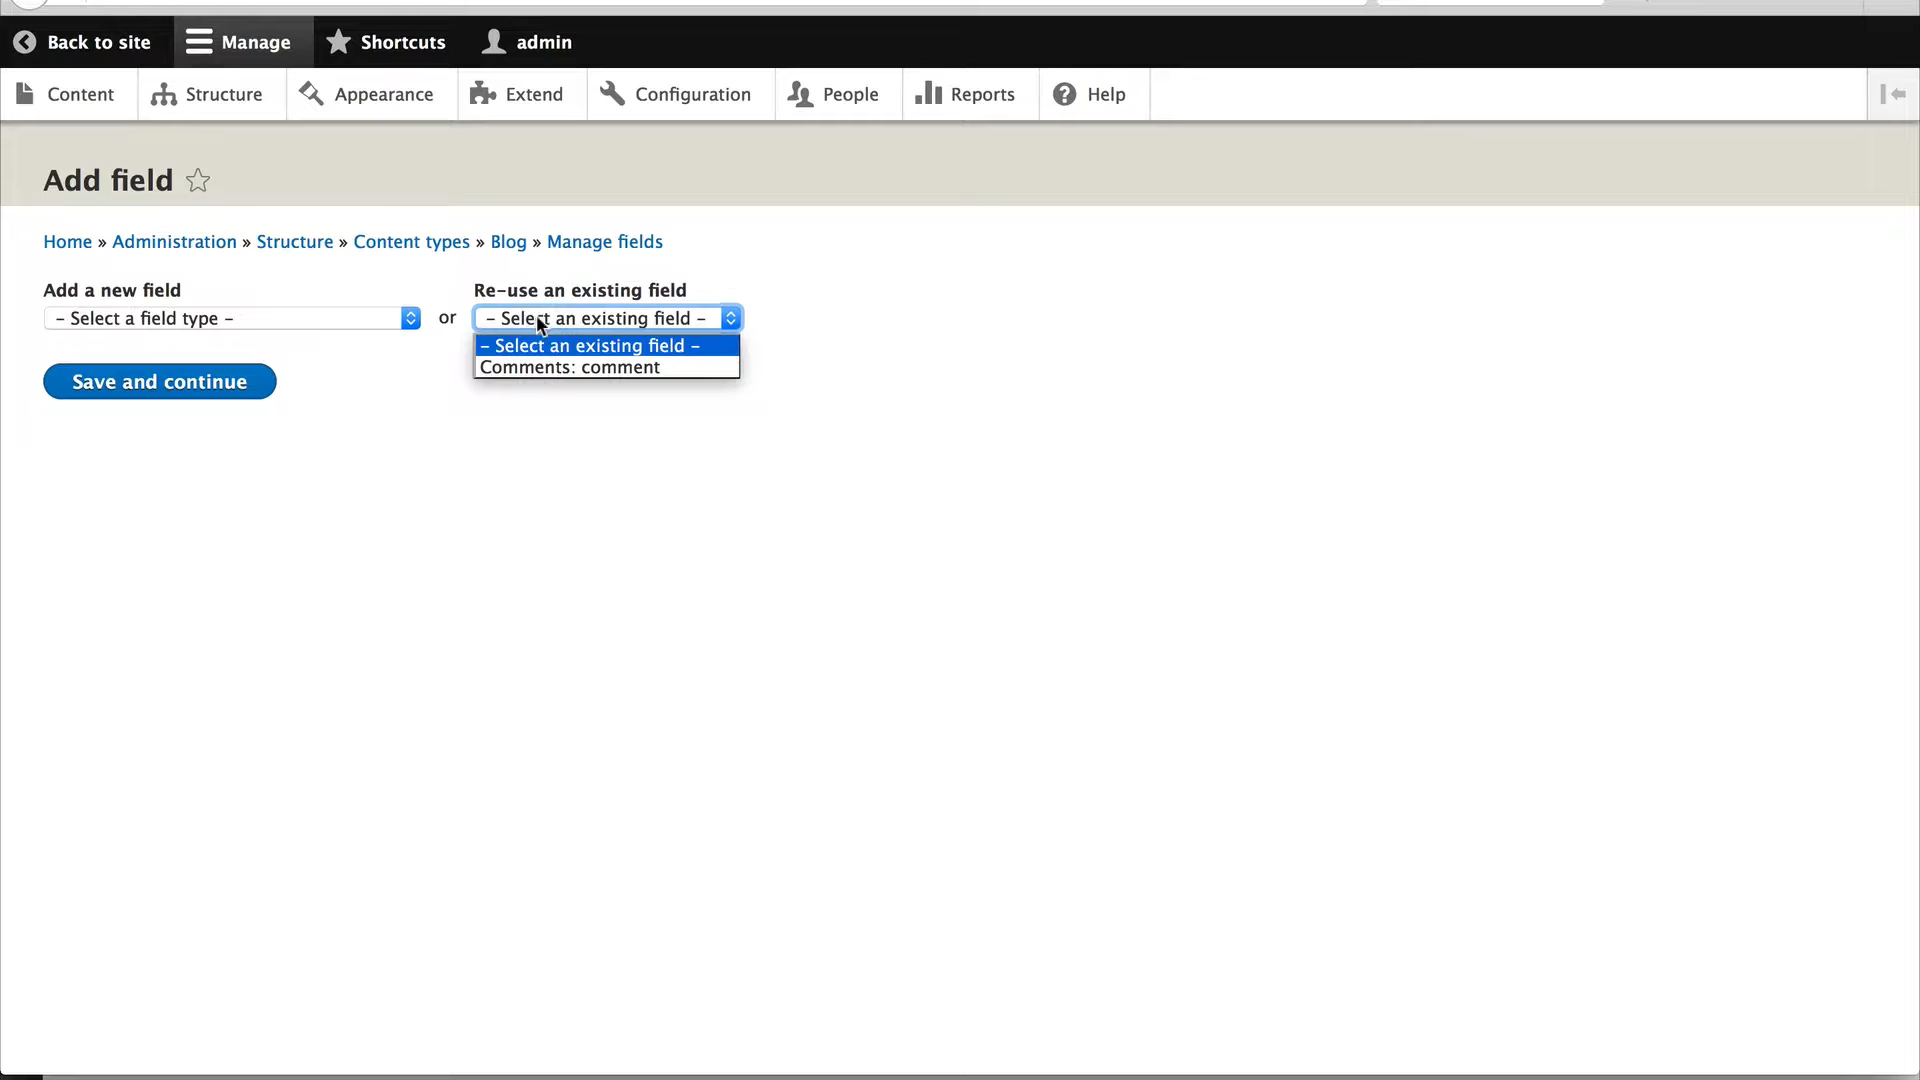 Back to site Manage Shortcuts admin
Content Structure Appearance Extend Configuration People Reports Help
Add field
Home » Administration » Structure » Content types » Blog » Manage fields
Add a new field Re-use an existing field
- Select a field type - or - Select an existing field -
- Select an existing field -
Comments: comment
Save and continue